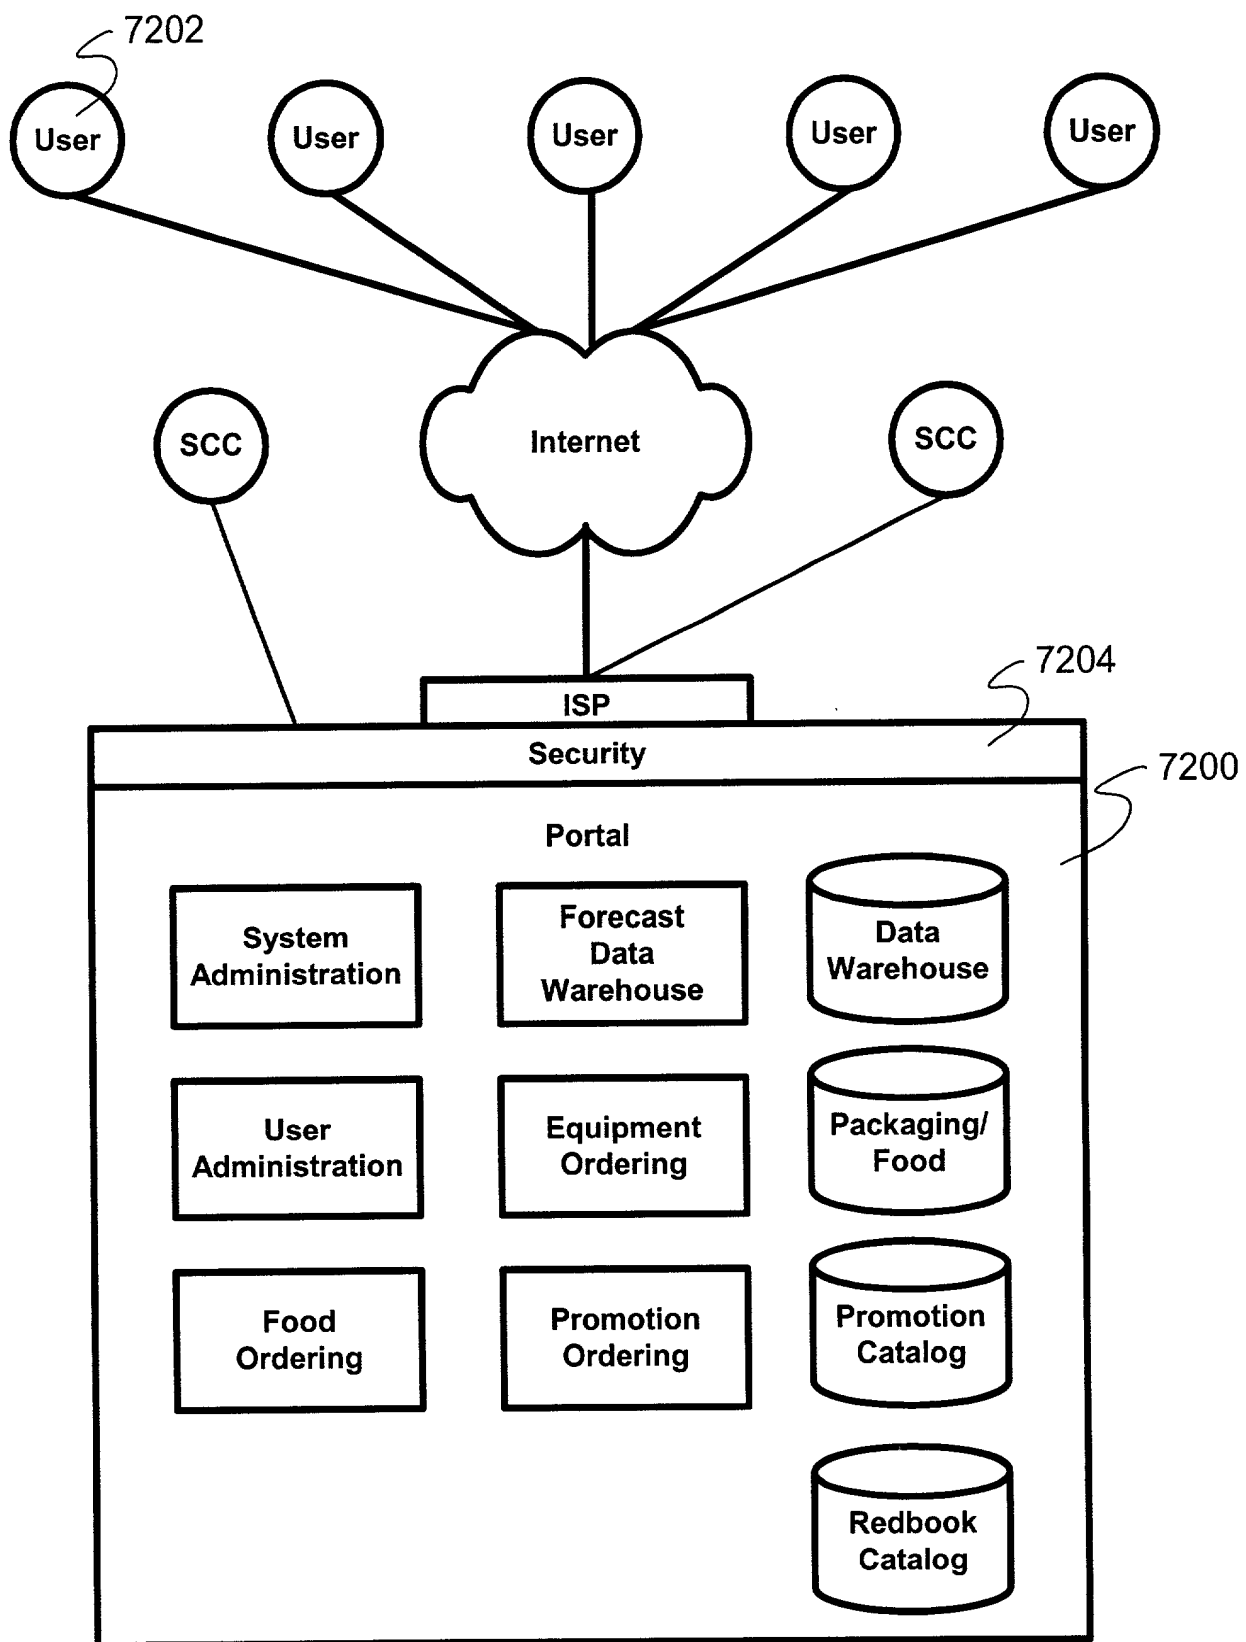 7202
User
User
User
User
User
SCC
Internet
SCC
7204
ISP
Security
7200
Portal
System
Administration
Forecast
Data
Warehouse
Data
Warehouse
User
Administration
Equipment
Ordering
Packaging/
Food
Food
Ordering
Promotion
Ordering
Promotion
Catalog
Redbook
Catalog